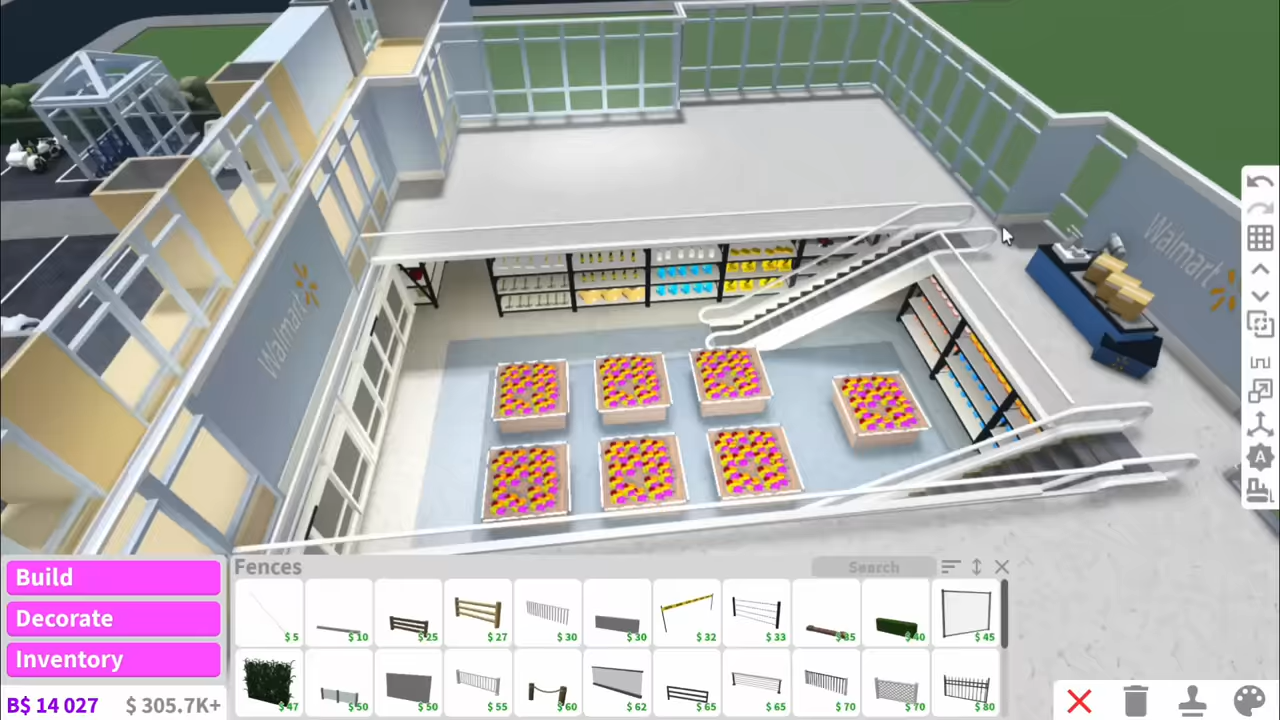 Walmart
Walmart
Fences
Search
Build
Decorate
Inventory
B$ 14 027
$ 305.7K+
$ 5
$ 10
$ 25
$ 27
$ 30
$ 30
$ 32
$ 33
$ 35
$ 40
$ 45
$ 47
$ 50
$ 50
$ 55
$ 60
$ 62
$ 65
$ 65
$ 70
$ 70
$ 80
A